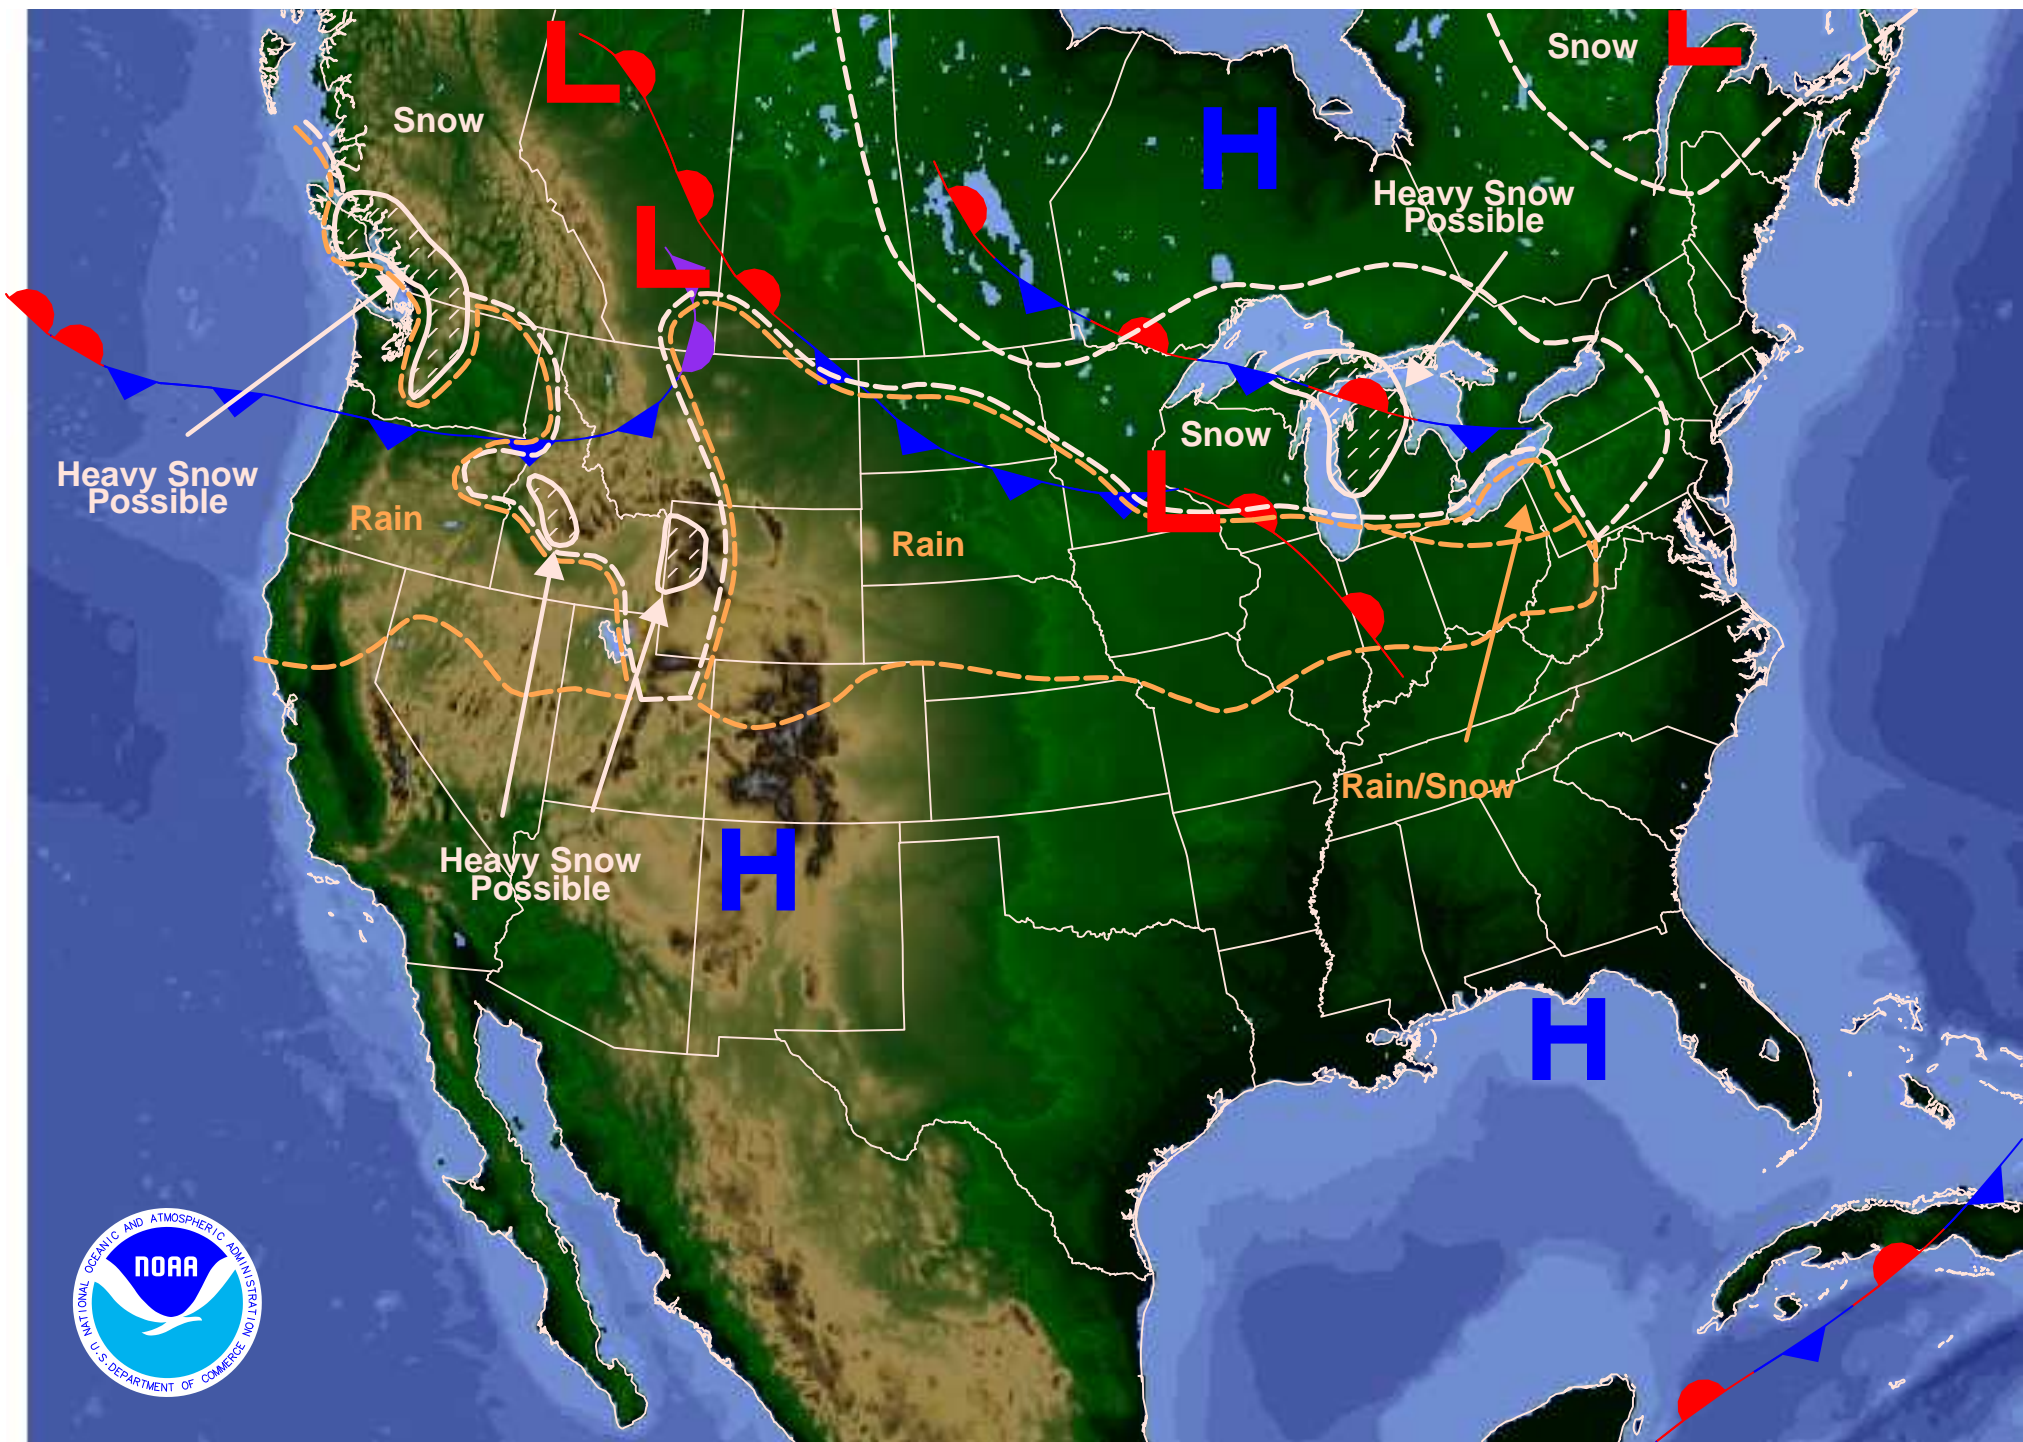 Snow
L
L
Snow
H
L
Heavy Snow
Possible
L
Heavy Snow
Possible
Snow
L
Rain
Rain
Rain/Snow
Heavy Snow
Possible
H
H
NATIONAL OCEANIC AND ATMOSPHERIC ADMINISTRATION
NOAA
U.S. DEPARTMENT OF COMMERCE